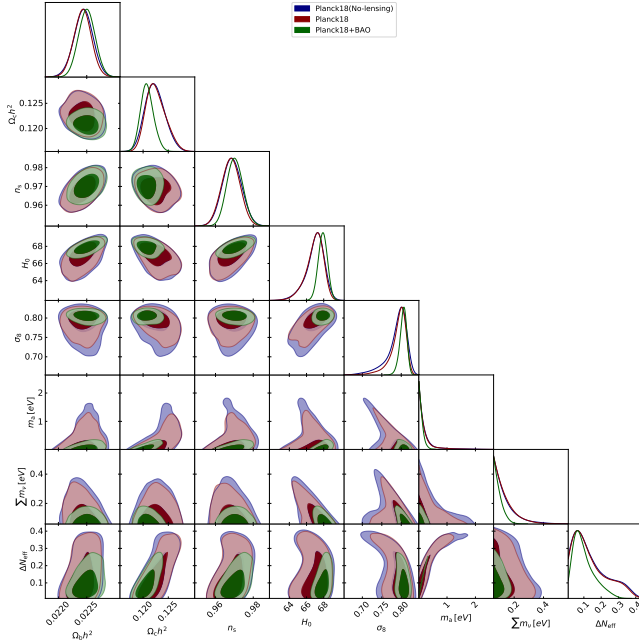 Planck18(No-lensing)
Planck18
Planck18+BAO
0.125
0.120
Ω_c h²
0.98
0.97
0.96
n_s
68
66
64
H_0
0.80
0.75
0.70
σ_8
2
1
m_a [eV]
0.4
0.2
∑ m_ν [eV]
0.4
0.3
0.2
0.1
ΔN_eff
0.0220 0.0225 0.120 0.125 0.96 0.98 64 66 68 0.70 0.75 0.80 1 2 0.2 0.4 0.1 0.2 0.3 0.4
Ω_b h² Ω_c h² n_s H_0 σ_8 m_a [eV] ∑ m_ν [eV] ΔN_eff